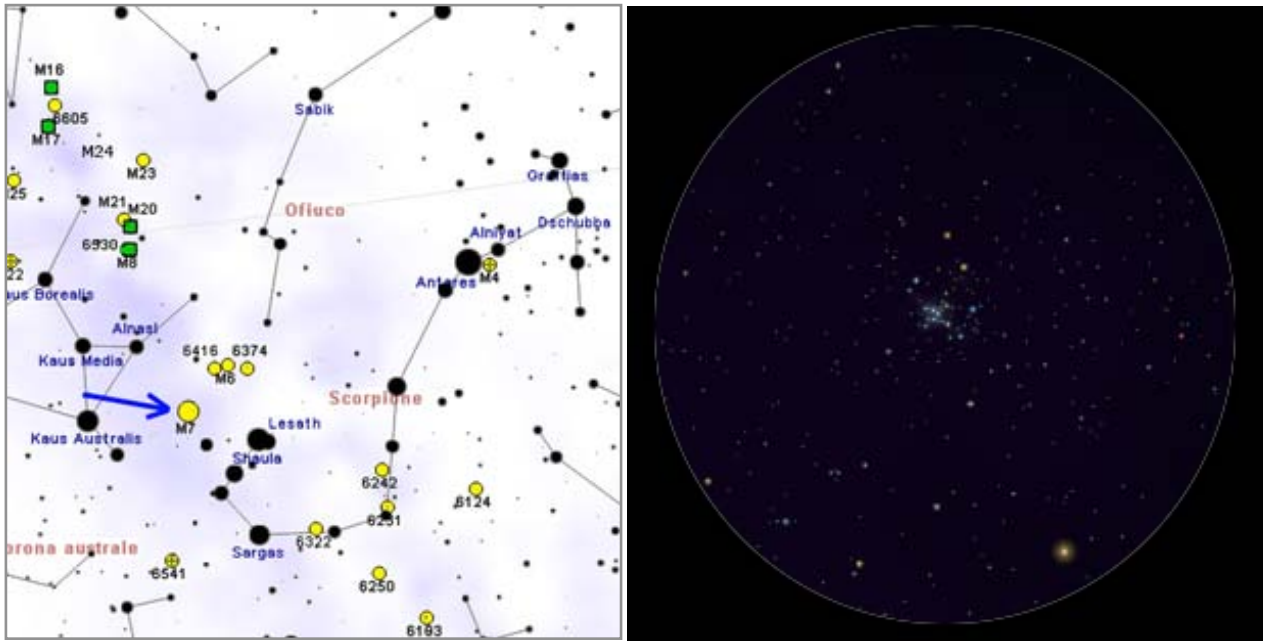 M16
6605
M17
M24
M23
25
M21
M20
6530
M8
22
aus Borealis
Alnasl
Kaus Media
Kaus Australis
Sabik
Ofiuco
Graffias
Dschubba
Alniyat
Antares
M4
6416
6374
M6
Scorpione
M7
Lesath
Shaula
6242
6124
6231
6322
Sargas
orona australe
6541
6250
6193